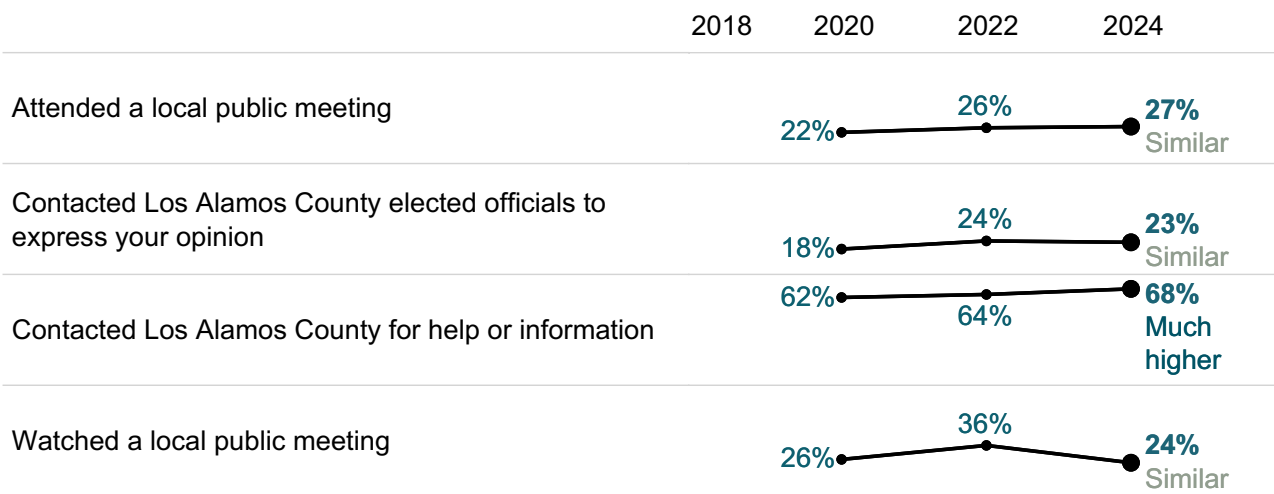 2018 2020 2022 2024
Attended a local public meeting
22% 26% 27%
Similar
Contacted Los Alamos County elected officials to
express your opinion
18% 24% 23%
Similar
Contacted Los Alamos County for help or information
62% 64% 68%
Much
higher
Watched a local public meeting
26% 36% 24%
Similar